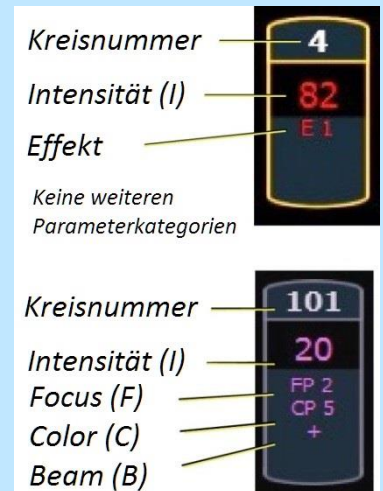 Kreisnummer
4
Intensität (I)
82
Effekt
E 1
Keine weiteren
Parameterkategorien
Kreisnummer
101
Intensität (I)
20
Focus (F)
FP 2
Color (C)
CP 5
Beam (B)
+